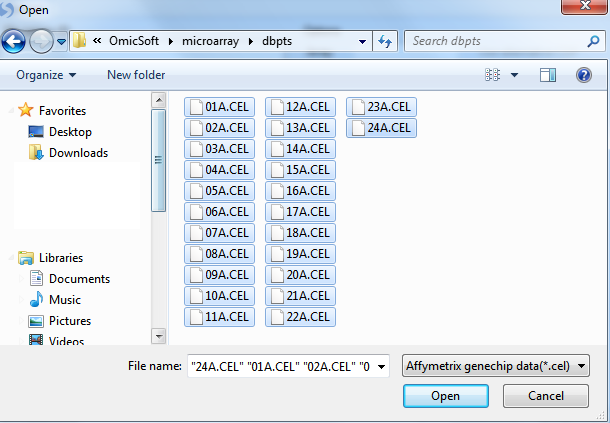 Open
« OmicSoft ▸ microarray ▸ dbpts
Search dbpts
Organize
New folder
Favorites
Desktop
Downloads
Libraries
Documents
Music
Pictures
Videos
01A.CEL
02A.CEL
03A.CEL
04A.CEL
05A.CEL
06A.CEL
07A.CEL
08A.CEL
09A.CEL
10A.CEL
11A.CEL
12A.CEL
13A.CEL
14A.CEL
15A.CEL
16A.CEL
17A.CEL
18A.CEL
19A.CEL
20A.CEL
21A.CEL
22A.CEL
23A.CEL
24A.CEL
File name: "24A.CEL" "01A.CEL" "02A.CEL" "0
Affymetrix genechip data(*.cel)
Open
Cancel